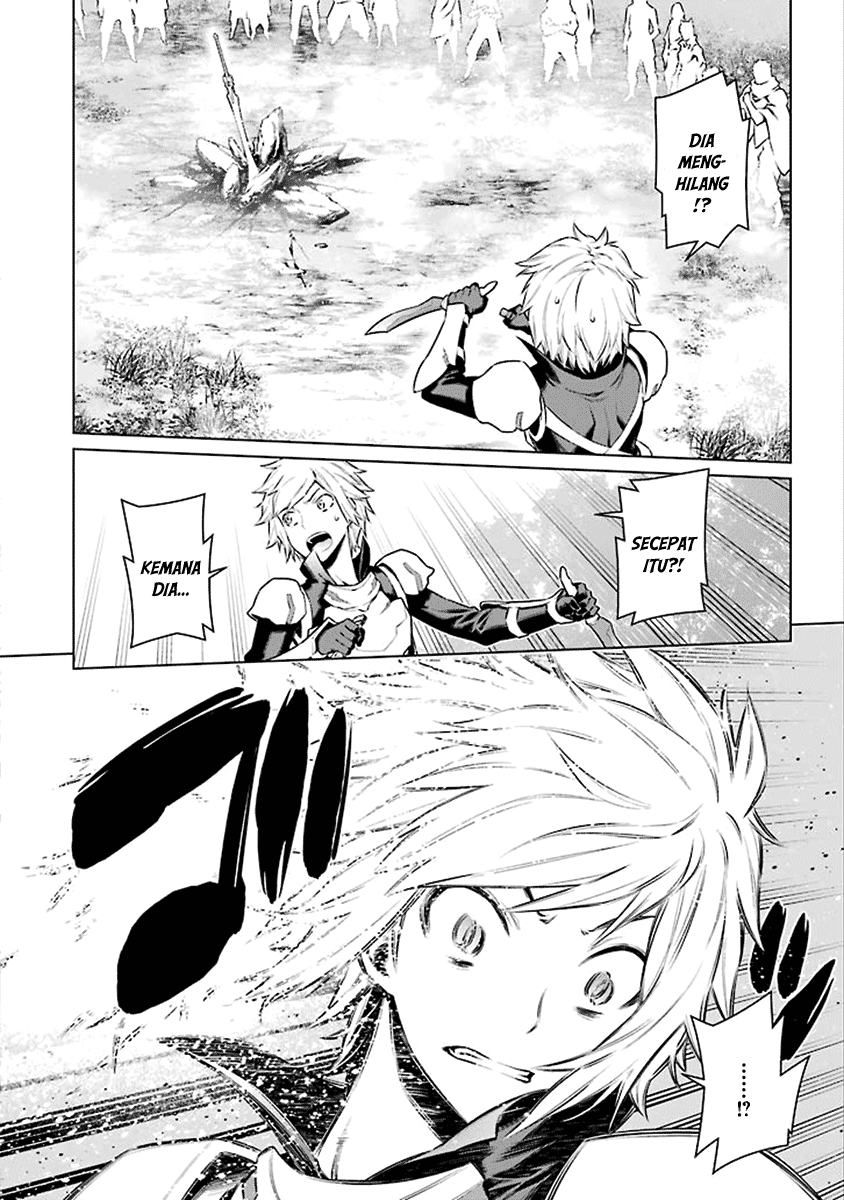 DIA
MENG-
HILANG
!?
SECEPAT
ITU?!
KEMANA
DIA...
......
!?